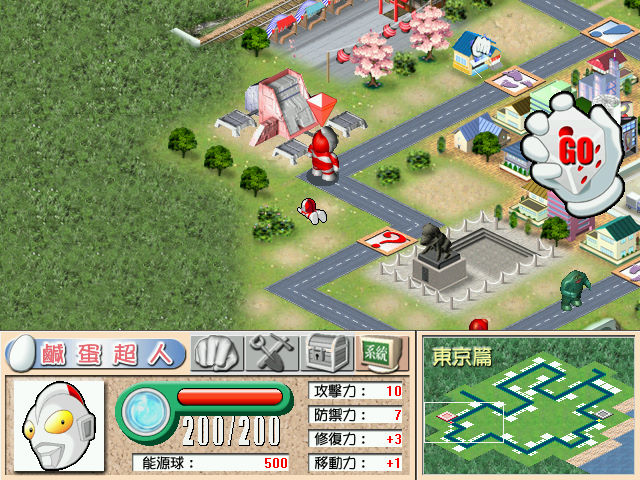 GO
?
鹹蛋超人
系統
東京篇
200/200
能源球： 500
攻擊力： 10
防禦力： 7
修復力： +3
移動力： +1